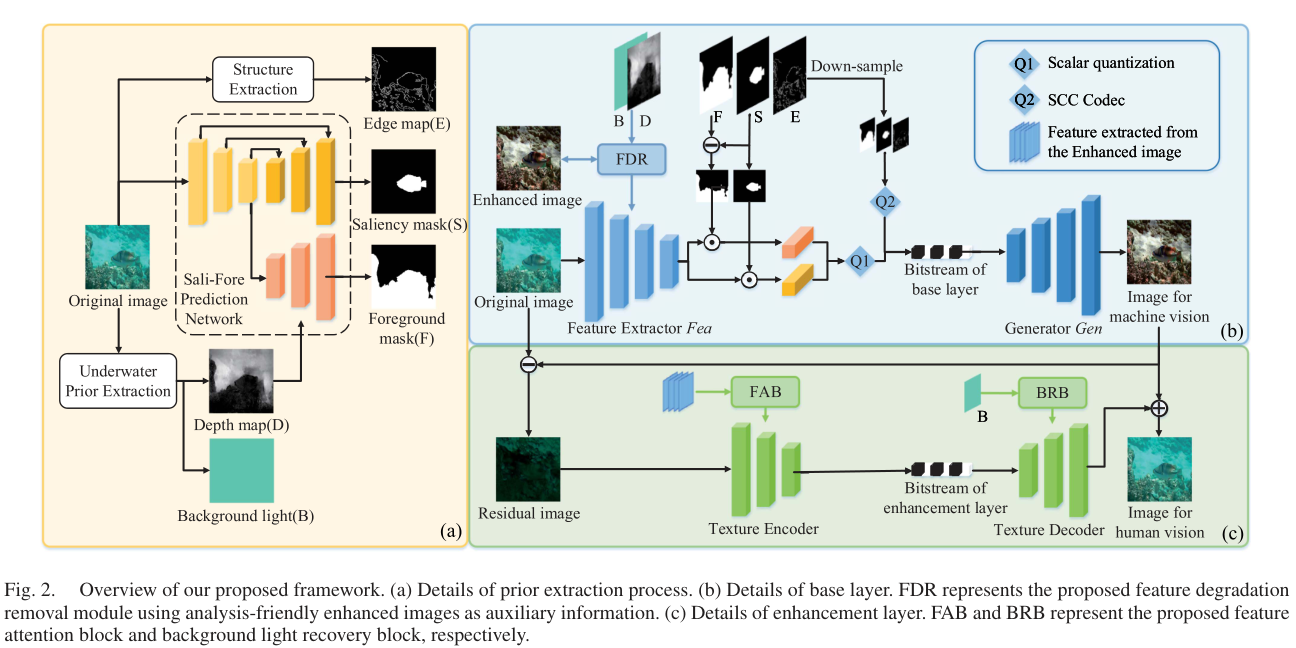 Structure
Extraction
Edge map(E)
Saliency mask(S)
Original image
Sali-Fore
Prediction
Network
Foreground
mask(F)
Underwater
Prior Extraction
Depth map(D)
Background light(B)
(a)
B
D
F
S
E
Down-sample
Q1
Scalar quantization
Q2
SCC Codec
Feature extracted from
the Enhanced image
FDR
Enhanced image
Original image
Feature Extractor Fea
Q2
Q1
Bitstream of
base layer
Generator Gen
Image for
machine vision
(b)
FAB
B
BRB
Residual image
Texture Encoder
Bitstream of
enhancement layer
Texture Decoder
Image for
human vision
(c)
Fig. 2. Overview of our proposed framework. (a) Details of prior extraction process. (b) Details of base layer. FDR represents the proposed feature degradation
removal module using analysis-friendly enhanced images as auxiliary information. (c) Details of enhancement layer. FAB and BRB represent the proposed feature
attention block and background light recovery block, respectively.